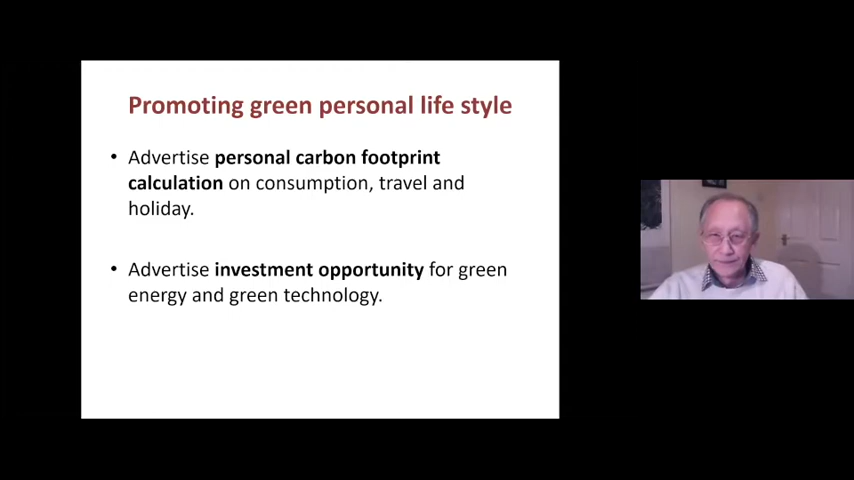 Promoting green personal life style
• Advertise personal carbon footprint
calculation on consumption, travel and
holiday.
• Advertise investment opportunity for green
energy and green technology.